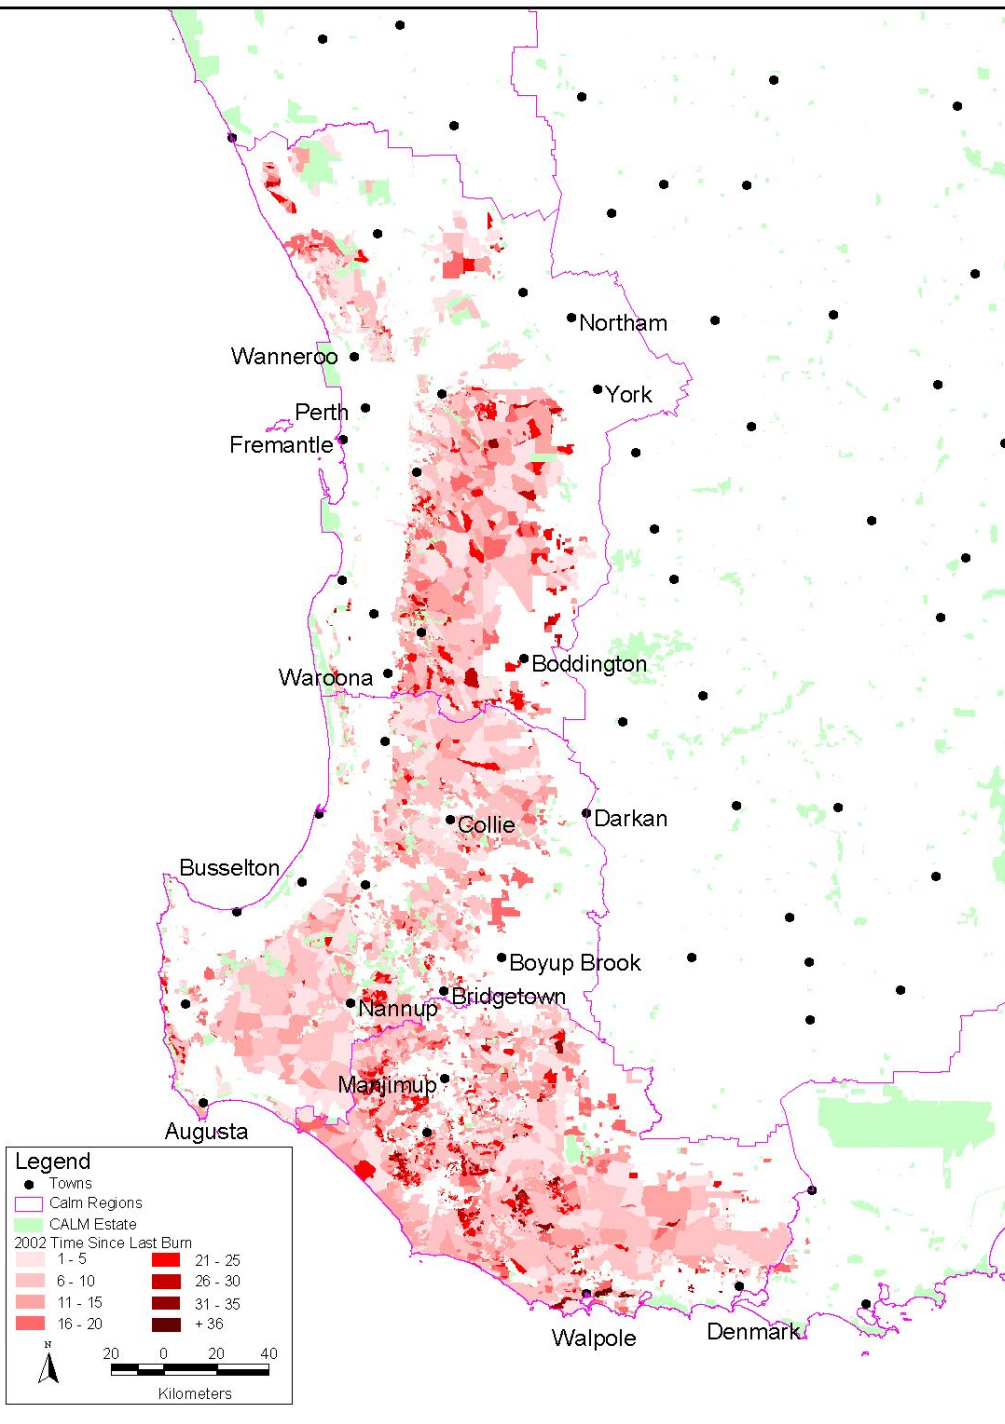 Northam
Wanneroo
York
Perth
Fremantle
Boddington
Waroona
Collie
Darkan
Busselton
Boyup Brook
Bridgetown
Nannup
Manjimup
Augusta
Walpole
Denmark
Legend
Towns
Calm Regions
CALM Estate
2002 Time Since Last Burn
1 - 5
21 - 25
6 - 10
26 - 30
11 - 15
31 - 35
16 - 20
+ 36
N
20 0 20 40
Kilometers